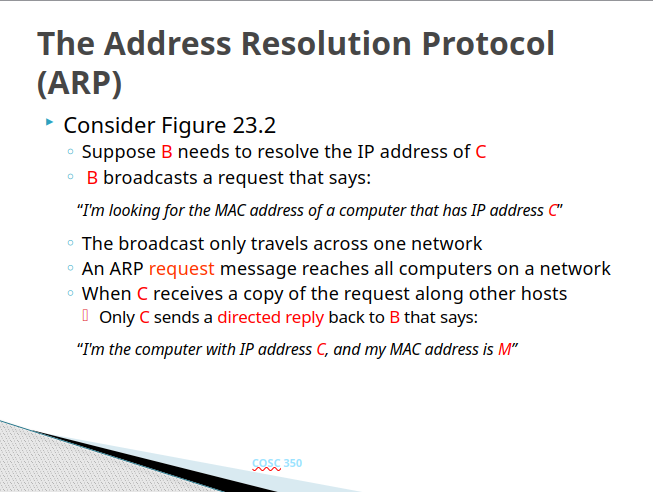 The Address Resolution Protocol
(ARP)
Consider Figure 23.2
Suppose B needs to resolve the IP address of C
B broadcasts a request that says:
“I'm looking for the MAC address of a computer that has IP address C”
The broadcast only travels across one network
An ARP request message reaches all computers on a network
When C receives a copy of the request along other hosts
Only C sends a directed reply back to B that says:
“I'm the computer with IP address C, and my MAC address is M”
COSC 350